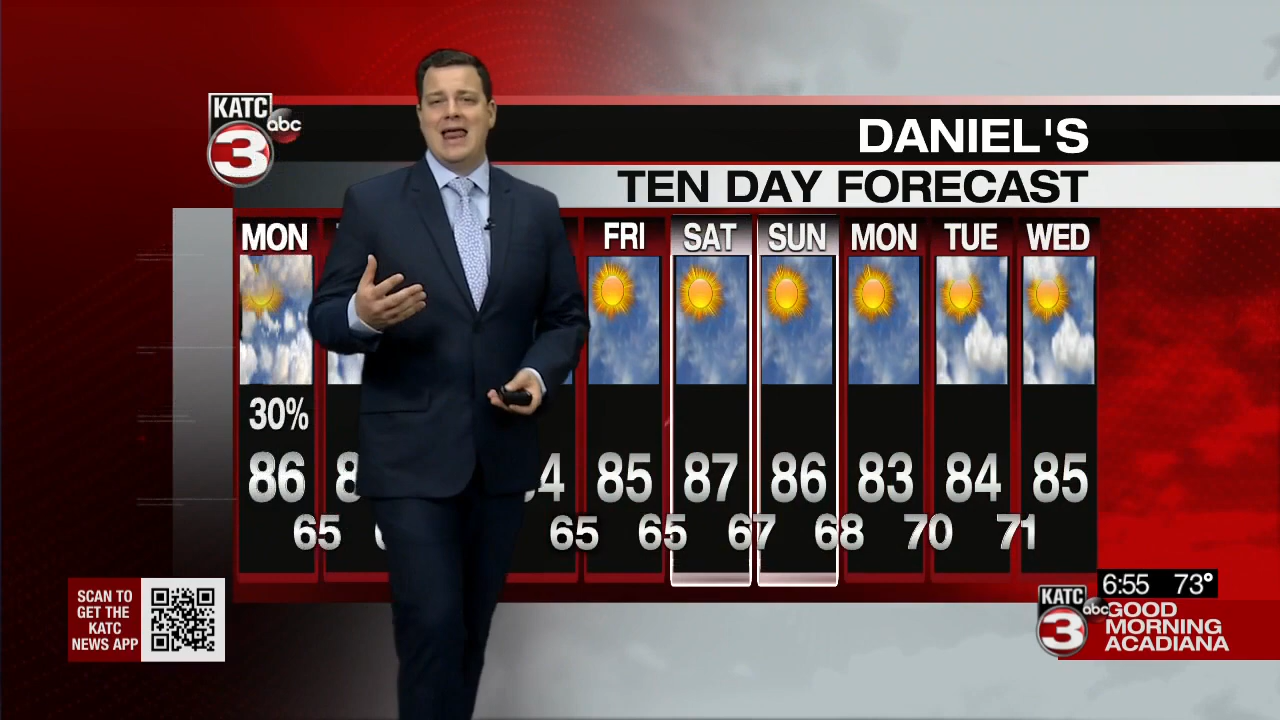 KATC
abc
3
DANIEL'S
TEN DAY FORECAST
MON FRI SAT SUN MON TUE WED
30%
86 8 4 85 87 86 83 84 85
65 65 65 67 68 70 71
SCAN TO
GET THE
KATC
NEWS APP
6:55 73°
KATC
abc
3
GOOD
MORNING
ACADIANA